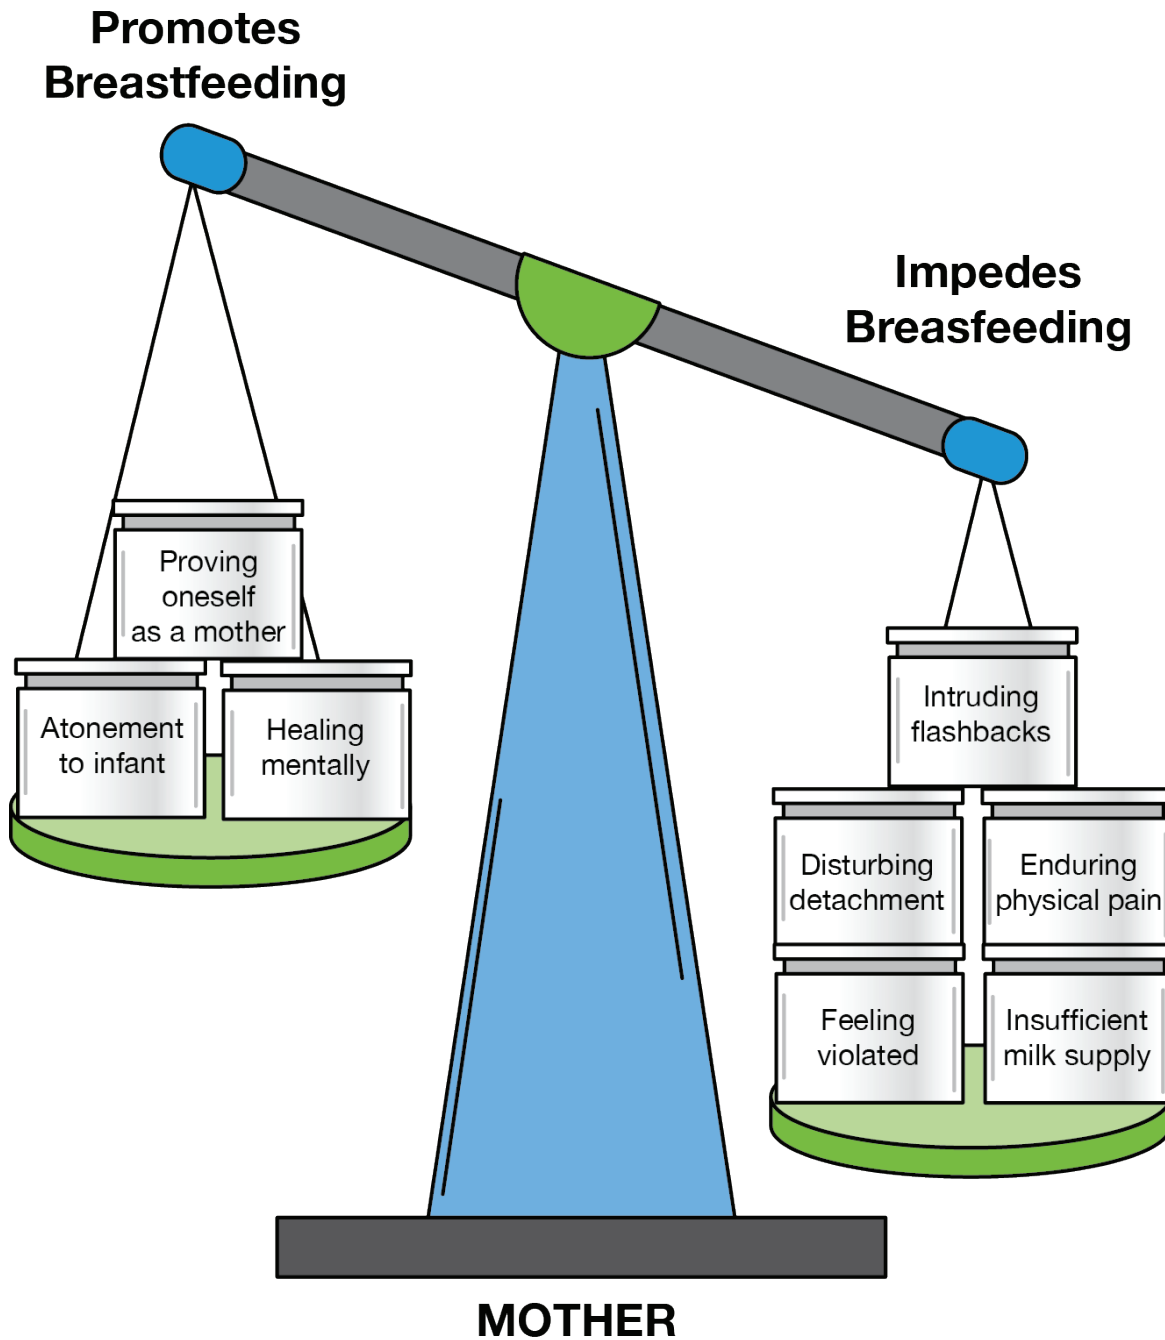 Promotes
Breastfeeding
Impedes
Breasfeeding
Proving
oneself
as a mother
Atonement
to infant
Healing
mentally
Intruding
flashbacks
Disturbing
detachment
Enduring
physical pain
Feeling
violated
Insufficient
milk supply
MOTHER